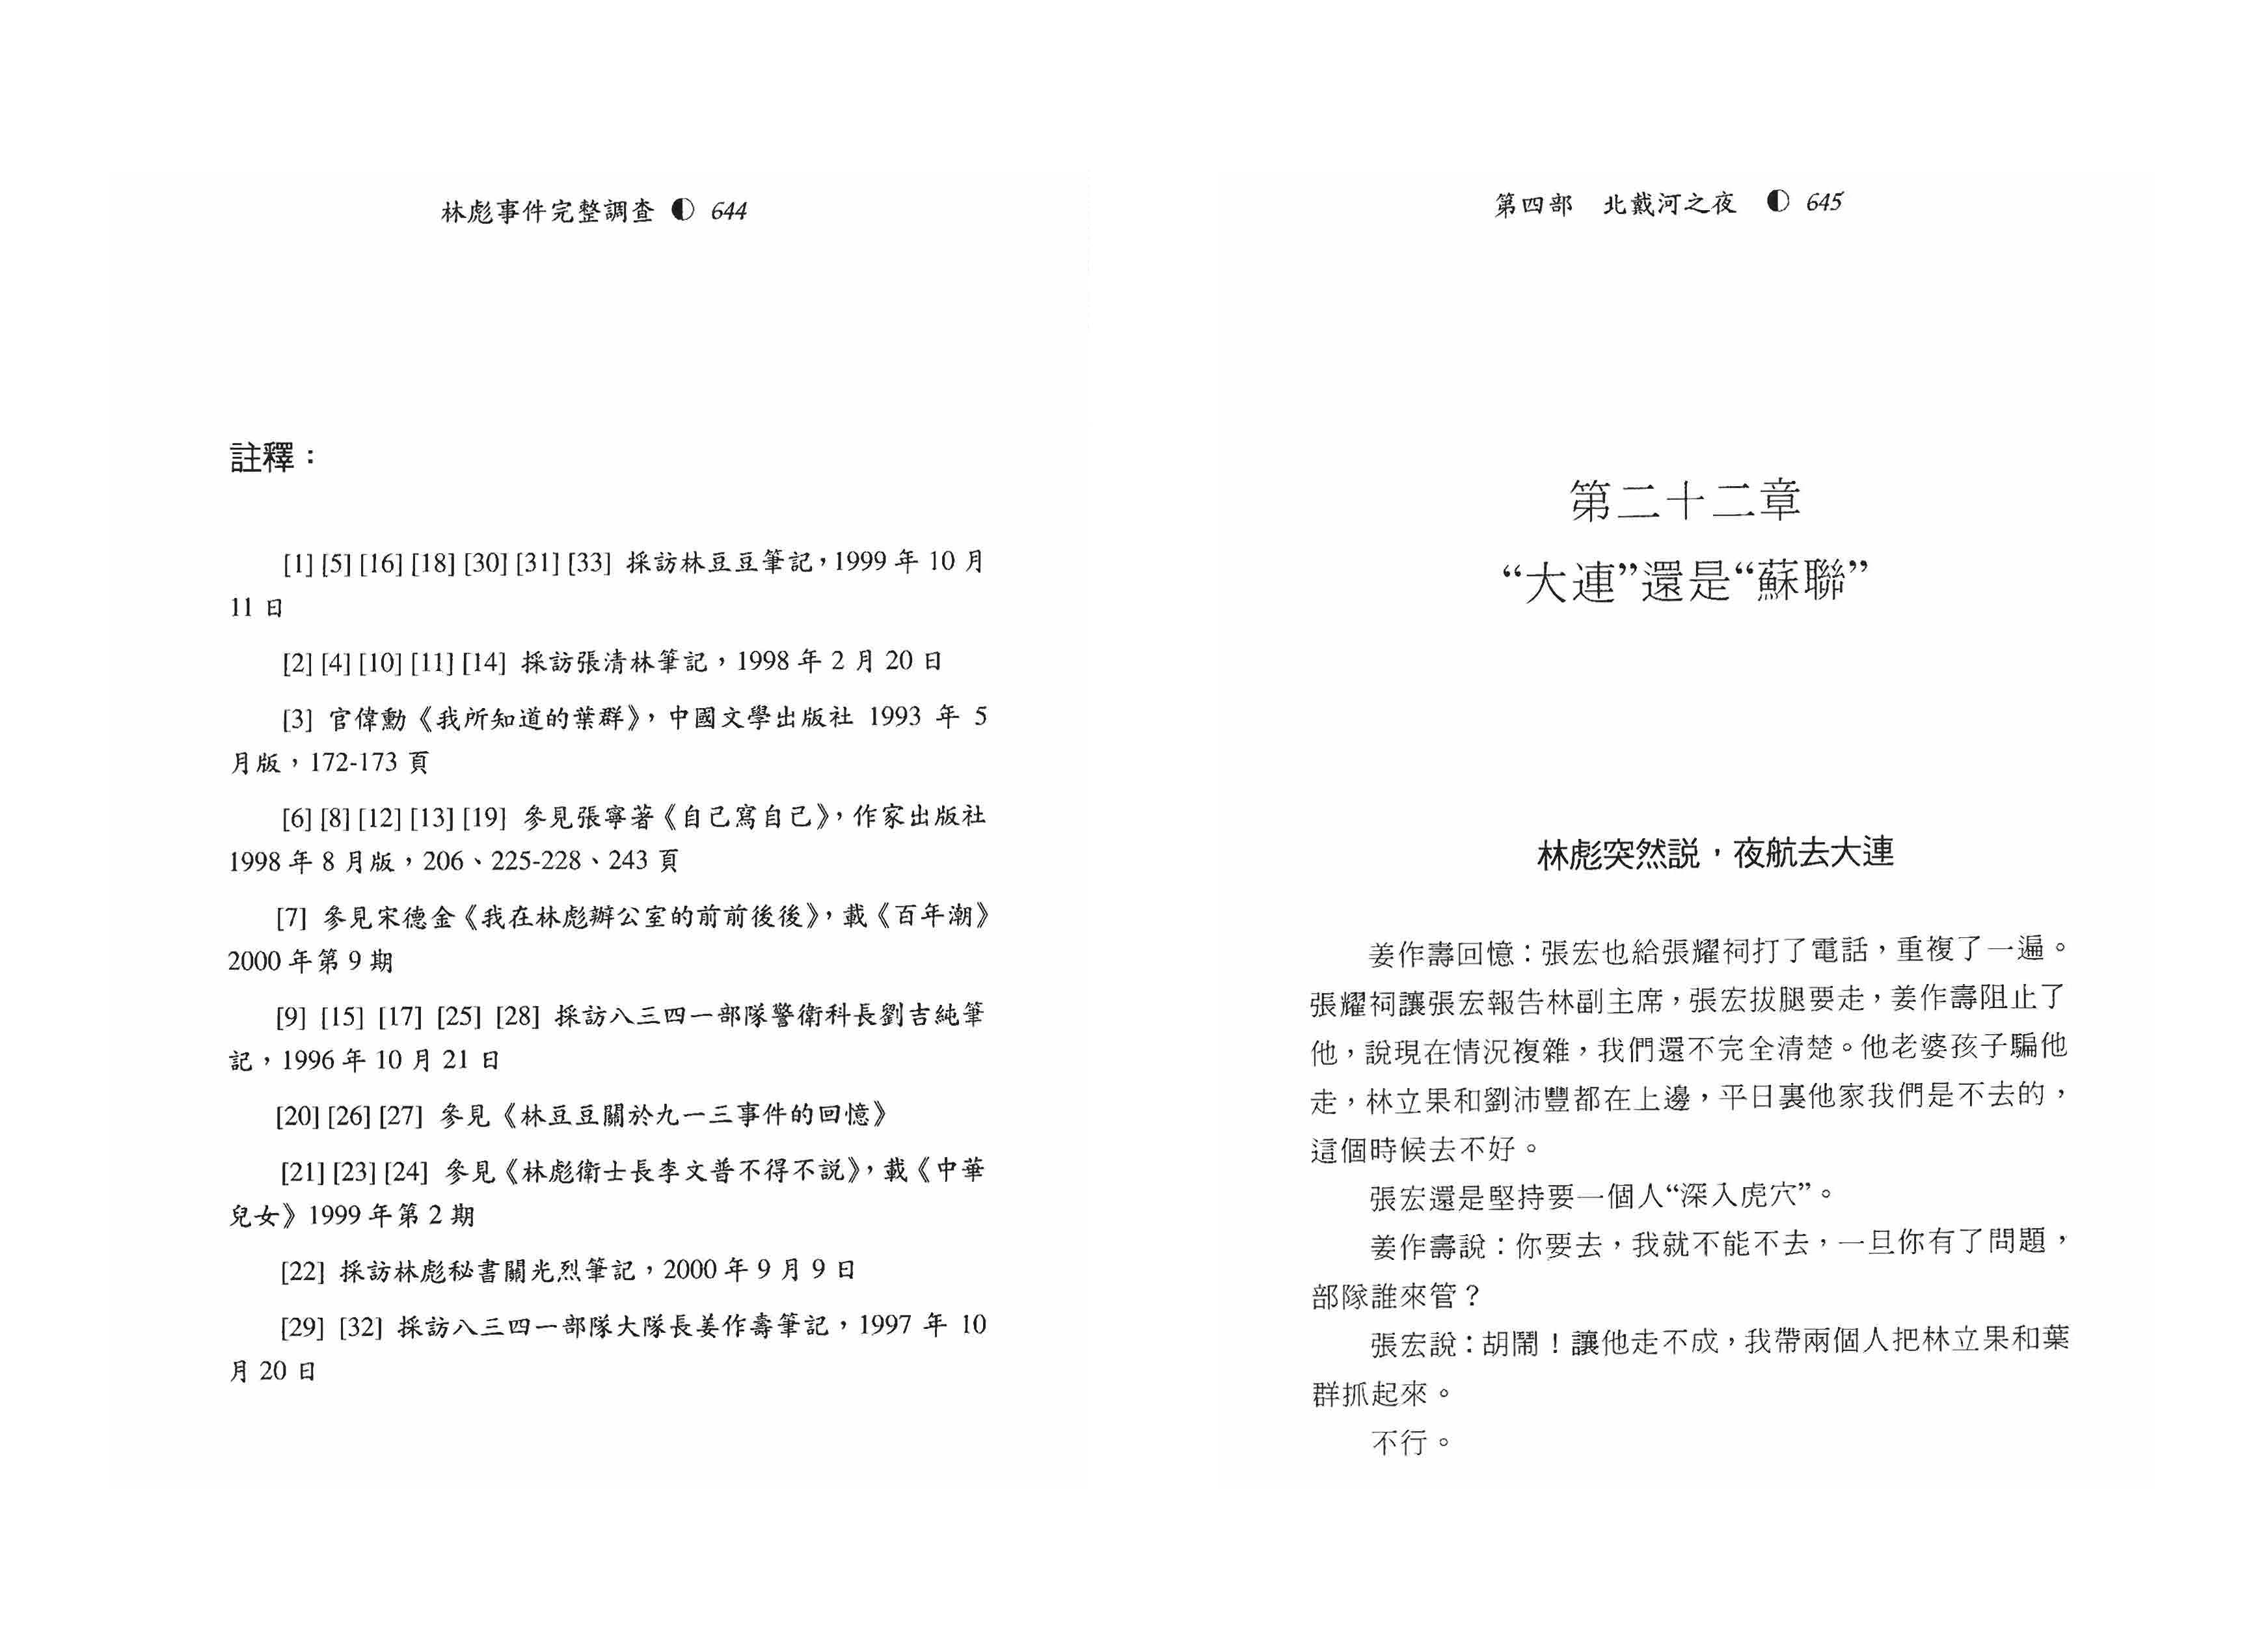 林彪事件完整調查 ◐ 644
註釋：
[1] [5] [16] [18] [30] [31] [33] 採訪林豆豆筆記，1999 年 10 月
11 日
[2] [4] [10] [11] [14] 採訪張清林筆記，1998 年 2 月 20 日
[3] 官偉勳《我所知道的葉群》，中國文學出版社 1993 年 5
月版，172-173 頁
[6] [8] [12] [13] [19] 參見張寧著《自己寫自己》，作家出版社
1998 年 8 月版，206、225-228、243 頁
[7] 參見宋德金《我在林彪辦公室的前前後後》，載《百年潮》
2000 年第 9 期
[9] [15] [17] [25] [28] 採訪八三四一部隊警衛科長劉吉純筆
記，1996 年 10 月 21 日
[20] [26] [27] 參見《林豆豆關於九一三事件的回憶》
[21] [23] [24] 參見《林彪衛士長李文普不得不說》，載《中華
兒女》1999 年第 2 期
[22] 採訪林彪秘書關光烈筆記，2000 年 9 月 9 日
[29] [32] 採訪八三四一部隊大隊長姜作壽筆記，1997 年 10
月 20 日
第四部 北戴河之夜 ◐ 645
第二十二章
“大連”還是“蘇聯”
林彪突然説，夜航去大連
姜作壽回憶：張宏也給張耀祠打了電話，重複了一遍。
張耀祠讓張宏報告林副主席，張宏拔腿要走，姜作壽阻止了
他，說現在情況複雜，我們還不完全清楚。他老婆孩子騙他
走，林立果和劉沛豐都在上邊，平日裏他家我們是不去的，
這個時候去不好。
張宏還是堅持要一個人“深入虎穴”。
姜作壽說：你要去，我就不能不去，一旦你有了問題，
部隊誰來管？
張宏說：胡鬧！讓他走不成，我帶兩個人把林立果和葉
群抓起來。
不行。